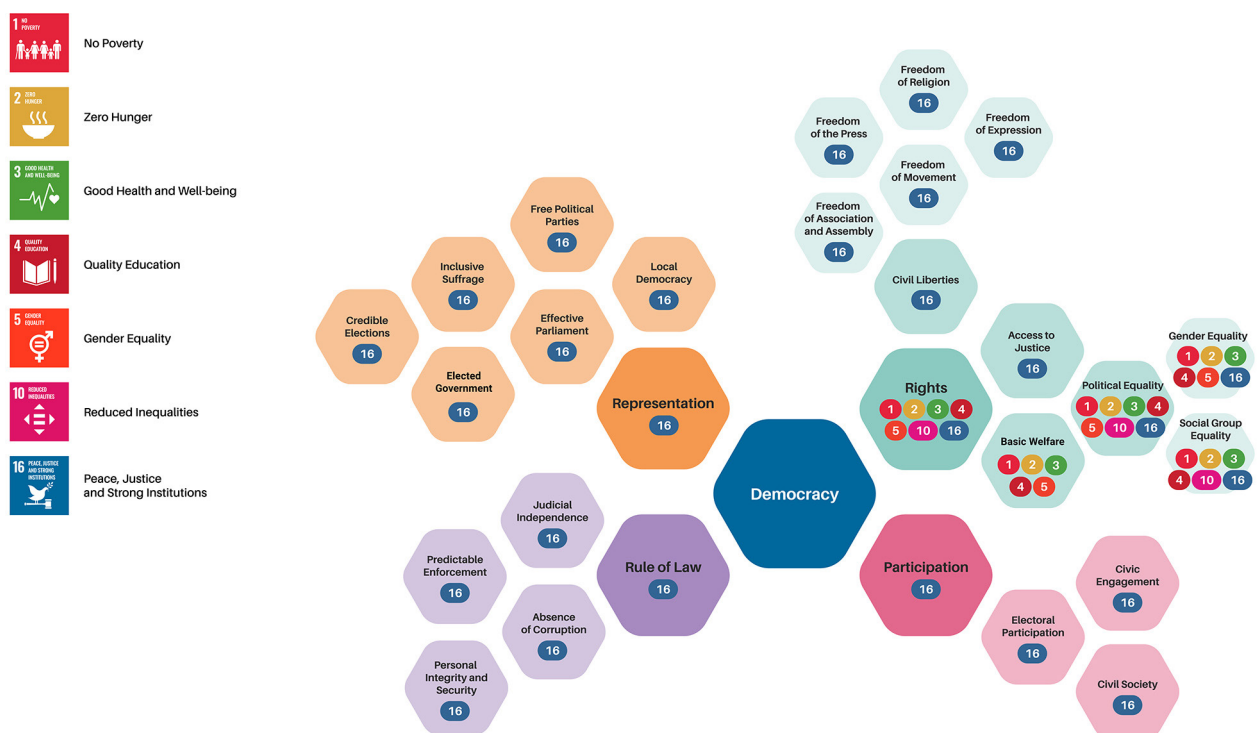 1 NO
POVERTY
No Poverty
2 ZERO
HUNGER
Zero Hunger
3 GOOD HEALTH
AND WELL-BEING
Good Health and Well-being
4 QUALITY
EDUCATION
Quality Education
5 GENDER
EQUALITY
Gender Equality
10 REDUCED
INEQUALITIES
Reduced Inequalities
16 PEACE, JUSTICE
AND STRONG
INSTITUTIONS
Peace, Justice
and Strong Institutions
Free Political
Parties
16
Inclusive
Suffrage
16
Local
Democracy
16
Credible
Elections
16
Effective
Parliament
16
Elected
Government
16
Representation
16
Freedom
of Religion
16
Freedom
of the Press
16
Freedom
of Expression
16
Freedom
of Movement
16
Freedom
of Association
and Assembly
16
Civil Liberties
16
Access to
Justice
16
Rights
1 2 3 4
5 10 16
Basic Welfare
1 2 3
4 5
Political Equality
1 2 3 4
5 10 16
Gender Equality
1 2 3
4 5 16
Social Group
Equality
1 2 3
4 10 16
Democracy
Judicial
Independence
16
Predictable
Enforcement
16
Rule of Law
16
Absence
of Corruption
16
Personal
Integrity and
Security
16
Participation
16
Civic
Engagement
16
Electoral
Participation
16
Civil Society
16